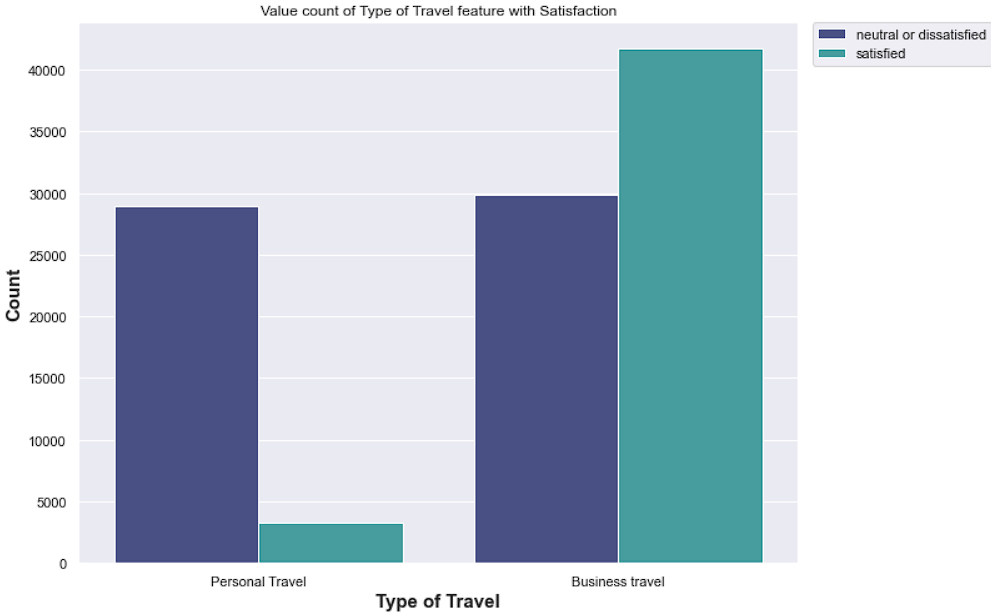 Value count of Type of Travel feature with Satisfaction
neutral or dissatisfied
satisfied
Count
40000
35000
30000
25000
20000
15000
10000
5000
0
Personal Travel
Business travel
Type of Travel